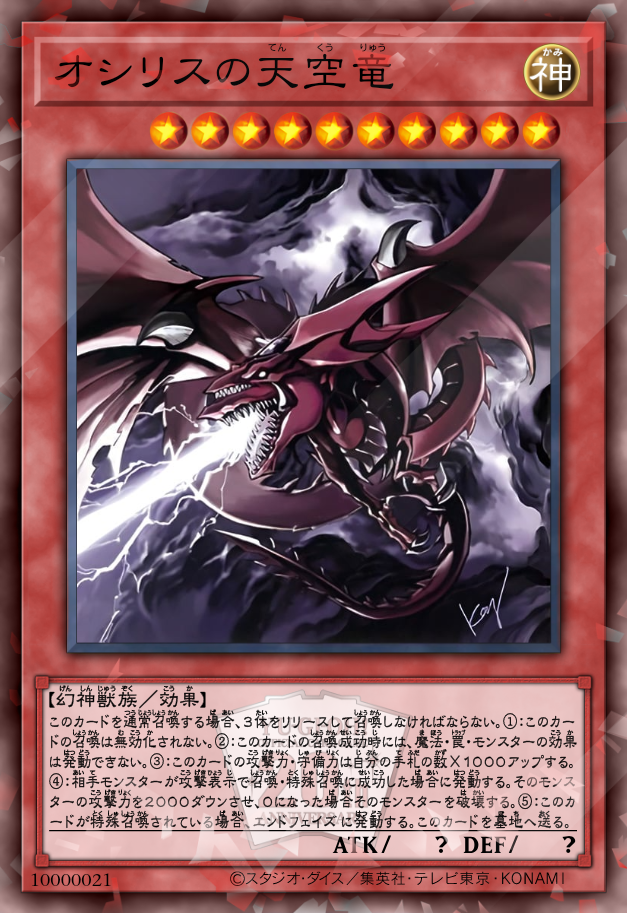 オシリスの天空竜
神
【幻神獣族／効果】
このカードを通常召喚する場合、3体をリリースして召喚しなければならない。①：このカー
ドの召喚は無効化されない。②：このカードの召喚成功時には、魔法・罠・モンスターの効果
は発動できない。③：このカードの攻撃力・守備力は自分の手札の数×1000アップする。
④：相手モンスターが攻撃表示で召喚・特殊召喚に成功した場合に発動する。そのモンス
ターの攻撃力を2000ダウンさせ、0になった場合そのモンスターを破壊する。⑤：このカ
ードが特殊召喚されている場合、エンドフェイズに発動する。このカードを墓地へ送る。
ATK/ ? DEF/ ?
10000021 ©スタジオ・ダイス／集英社・テレビ東京・KONAMI